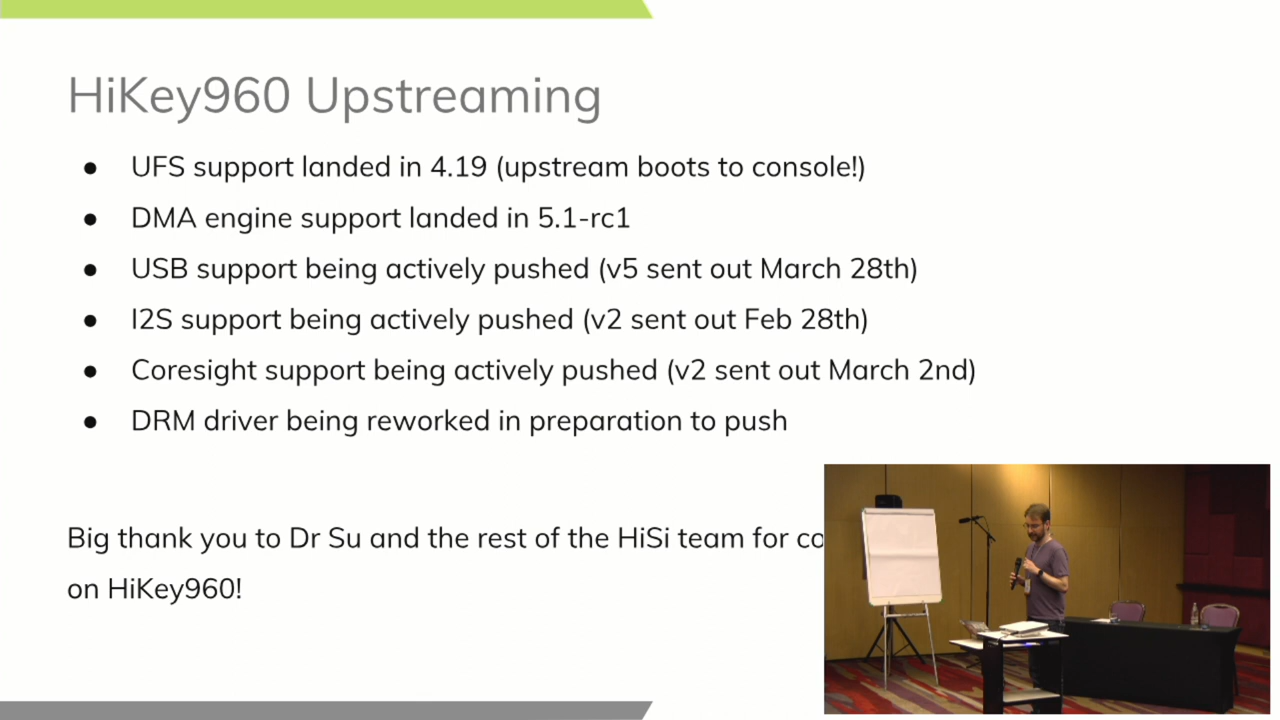 HiKey960 Upstreaming
● UFS support landed in 4.19 (upstream boots to console!)
● DMA engine support landed in 5.1-rc1
● USB support being actively pushed (v5 sent out March 28th)
● I2S support being actively pushed (v2 sent out Feb 28th)
● Coresight support being actively pushed (v2 sent out March 2nd)
● DRM driver being reworked in preparation to push
Big thank you to Dr Su and the rest of the HiSi team for
on HiKey960!